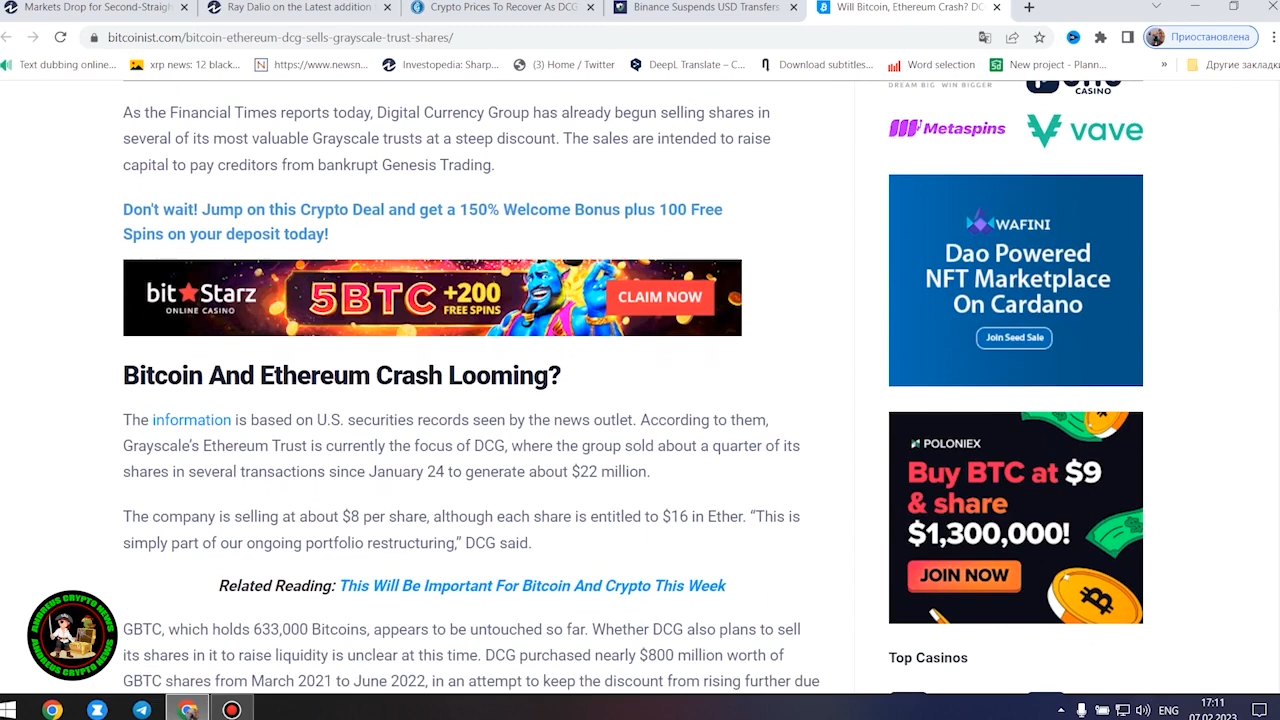 Markets Drop for Second-Straigh
Ray Dalio on the Latest addition
Crypto Prices To Recover As DCG
Binance Suspends USD Transfers
Will Bitcoin, Ethereum Crash? DC
bitcoinist.com/bitcoin-ethereum-dcg-sells-grayscale-trust-shares/
Приостановлена
Text dubbing online...
xrp news: 12 black...
https://www.newsn...
Investopedia: Sharp...
(3) Home / Twitter
DeepL Translate – C...
Download subtitles...
Word selection
New project - Plann...
»
Другие закладки
As the Financial Times reports today, Digital Currency Group has already begun selling shares in
several of its most valuable Grayscale trusts at a steep discount. The sales are intended to raise
capital to pay creditors from bankrupt Genesis Trading.
Don't wait! Jump on this Crypto Deal and get a 150% Welcome Bonus plus 100 Free
Spins on your deposit today!
bitStarz
ONLINE CASINO
5BTC +200
FREE SPINS
CLAIM NOW
Bitcoin And Ethereum Crash Looming?
The information is based on U.S. securities records seen by the news outlet. According to them,
Grayscale's Ethereum Trust is currently the focus of DCG, where the group sold about a quarter of its
shares in several transactions since January 24 to generate about $22 million.
The company is selling at about $8 per share, although each share is entitled to $16 in Ether. “This is
simply part of our ongoing portfolio restructuring,” DCG said.
Related Reading: This Will Be Important For Bitcoin And Crypto This Week
GBTC, which holds 633,000 Bitcoins, appears to be untouched so far. Whether DCG also plans to sell
its shares in it to raise liquidity is unclear at this time. DCG purchased nearly $800 million worth of
GBTC shares from March 2021 to June 2022, in an attempt to keep the discount from rising further due
DREAM BIG WIN BIGGER
CASINO
Metaspins
vave
WAFINI
Dao Powered
NFT Marketplace
On Cardano
Join Seed Sale
POLONIEX
Buy BTC at $9
& share
$1,300,000!
JOIN NOW
Top Casinos
ANDREUS CRYPTO NEWS
ANDREUS CRYPTO NEWS
ENG
17:11
07.02.2023